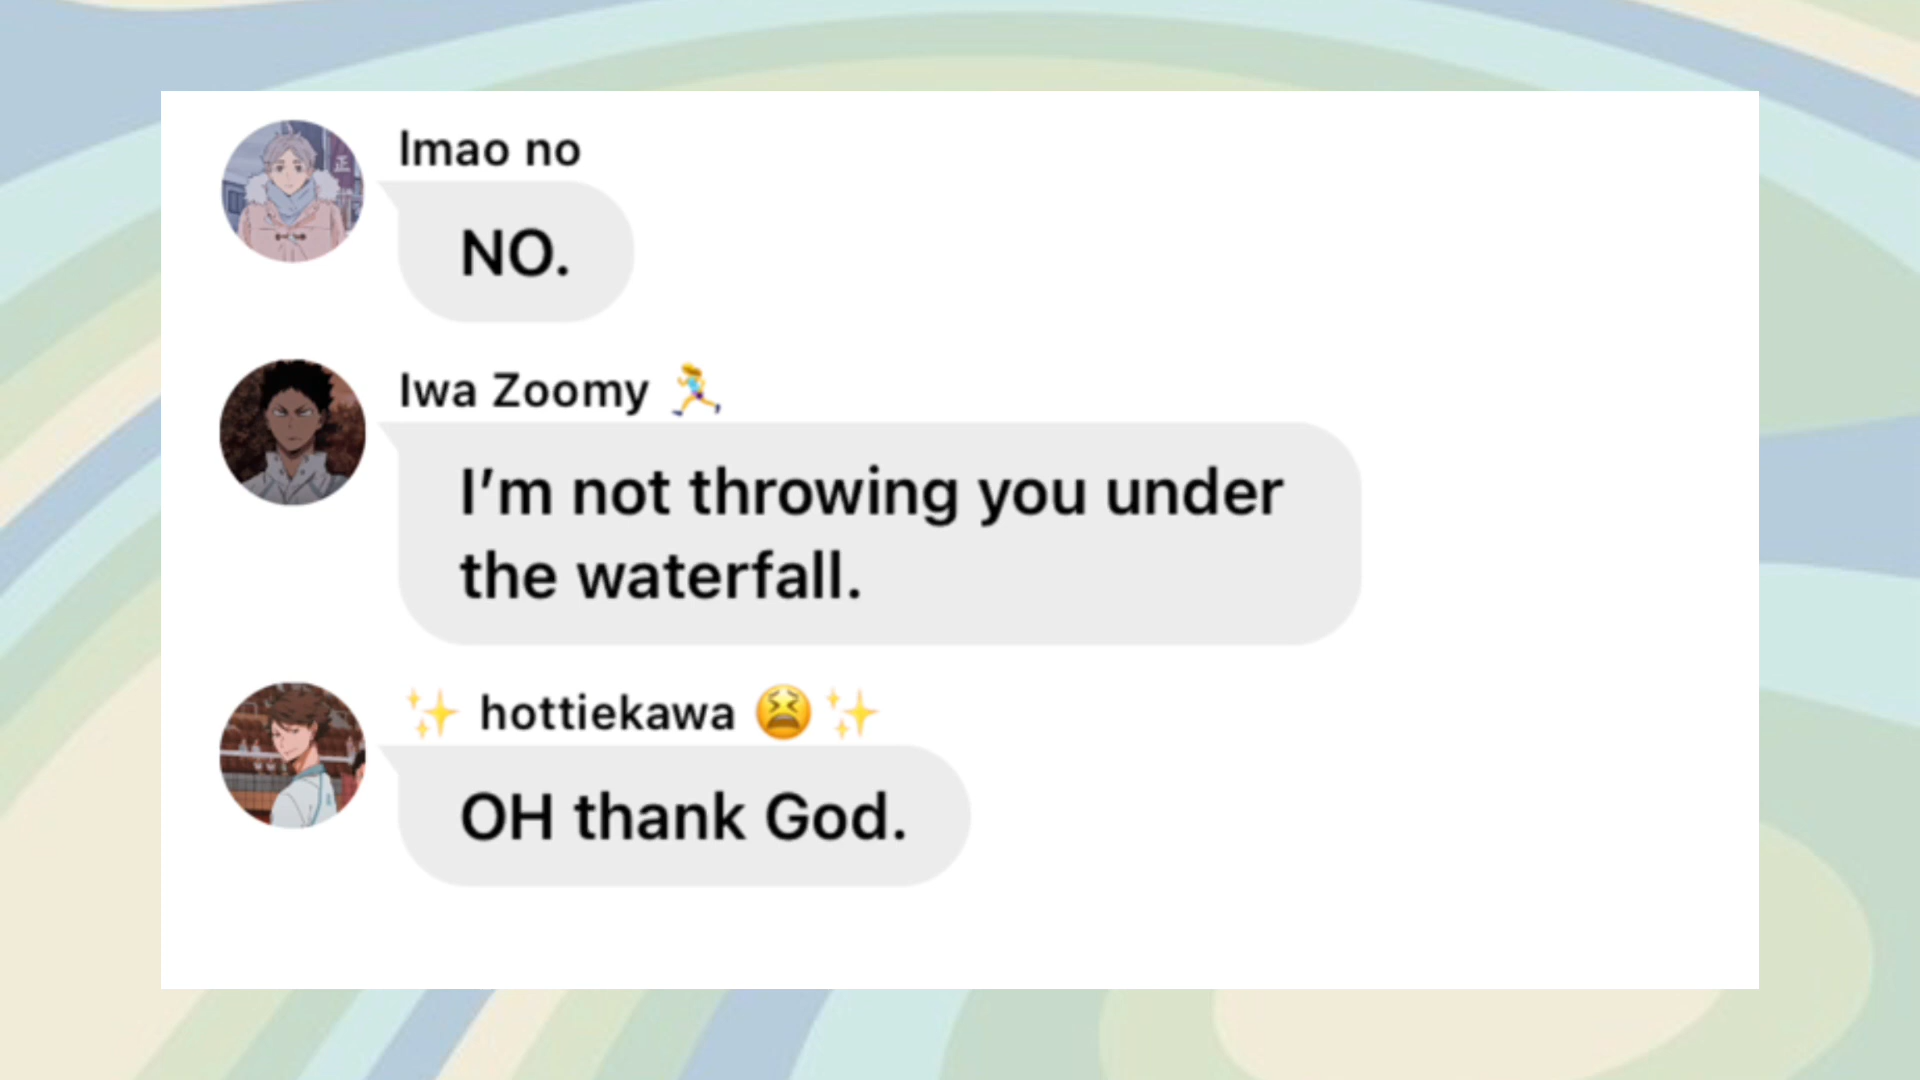 lmao no
NO.
Iwa Zoomy 🏃‍♀️
I’m not throwing you under
the waterfall.
✨ hottiekawa 😫✨
OH thank God.